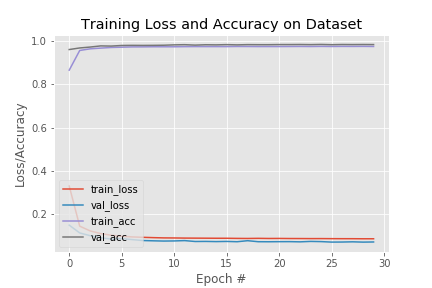 Training Loss and Accuracy on Dataset
Loss/Accuracy
1.0
0.8
0.6
0.4
0.2
train_loss
val_loss
train_acc
val_acc
0 5 10 15 20 25 30
Epoch #